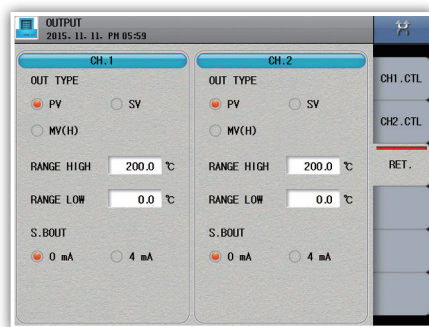 OUTPUT
2015. 11. 11. PM 05:59
CH.1
OUT TYPE
PV
SV
MV(H)
RANGE HIGH 200.0 ℃
RANGE LOW 0.0 ℃
S.BOUT
0 mA
4 mA
CH.2
OUT TYPE
PV
SV
MV(H)
RANGE HIGH 200.0 ℃
RANGE LOW 0.0 ℃
S.BOUT
0 mA
4 mA
CH1.CTL
CH2.CTL
RET.